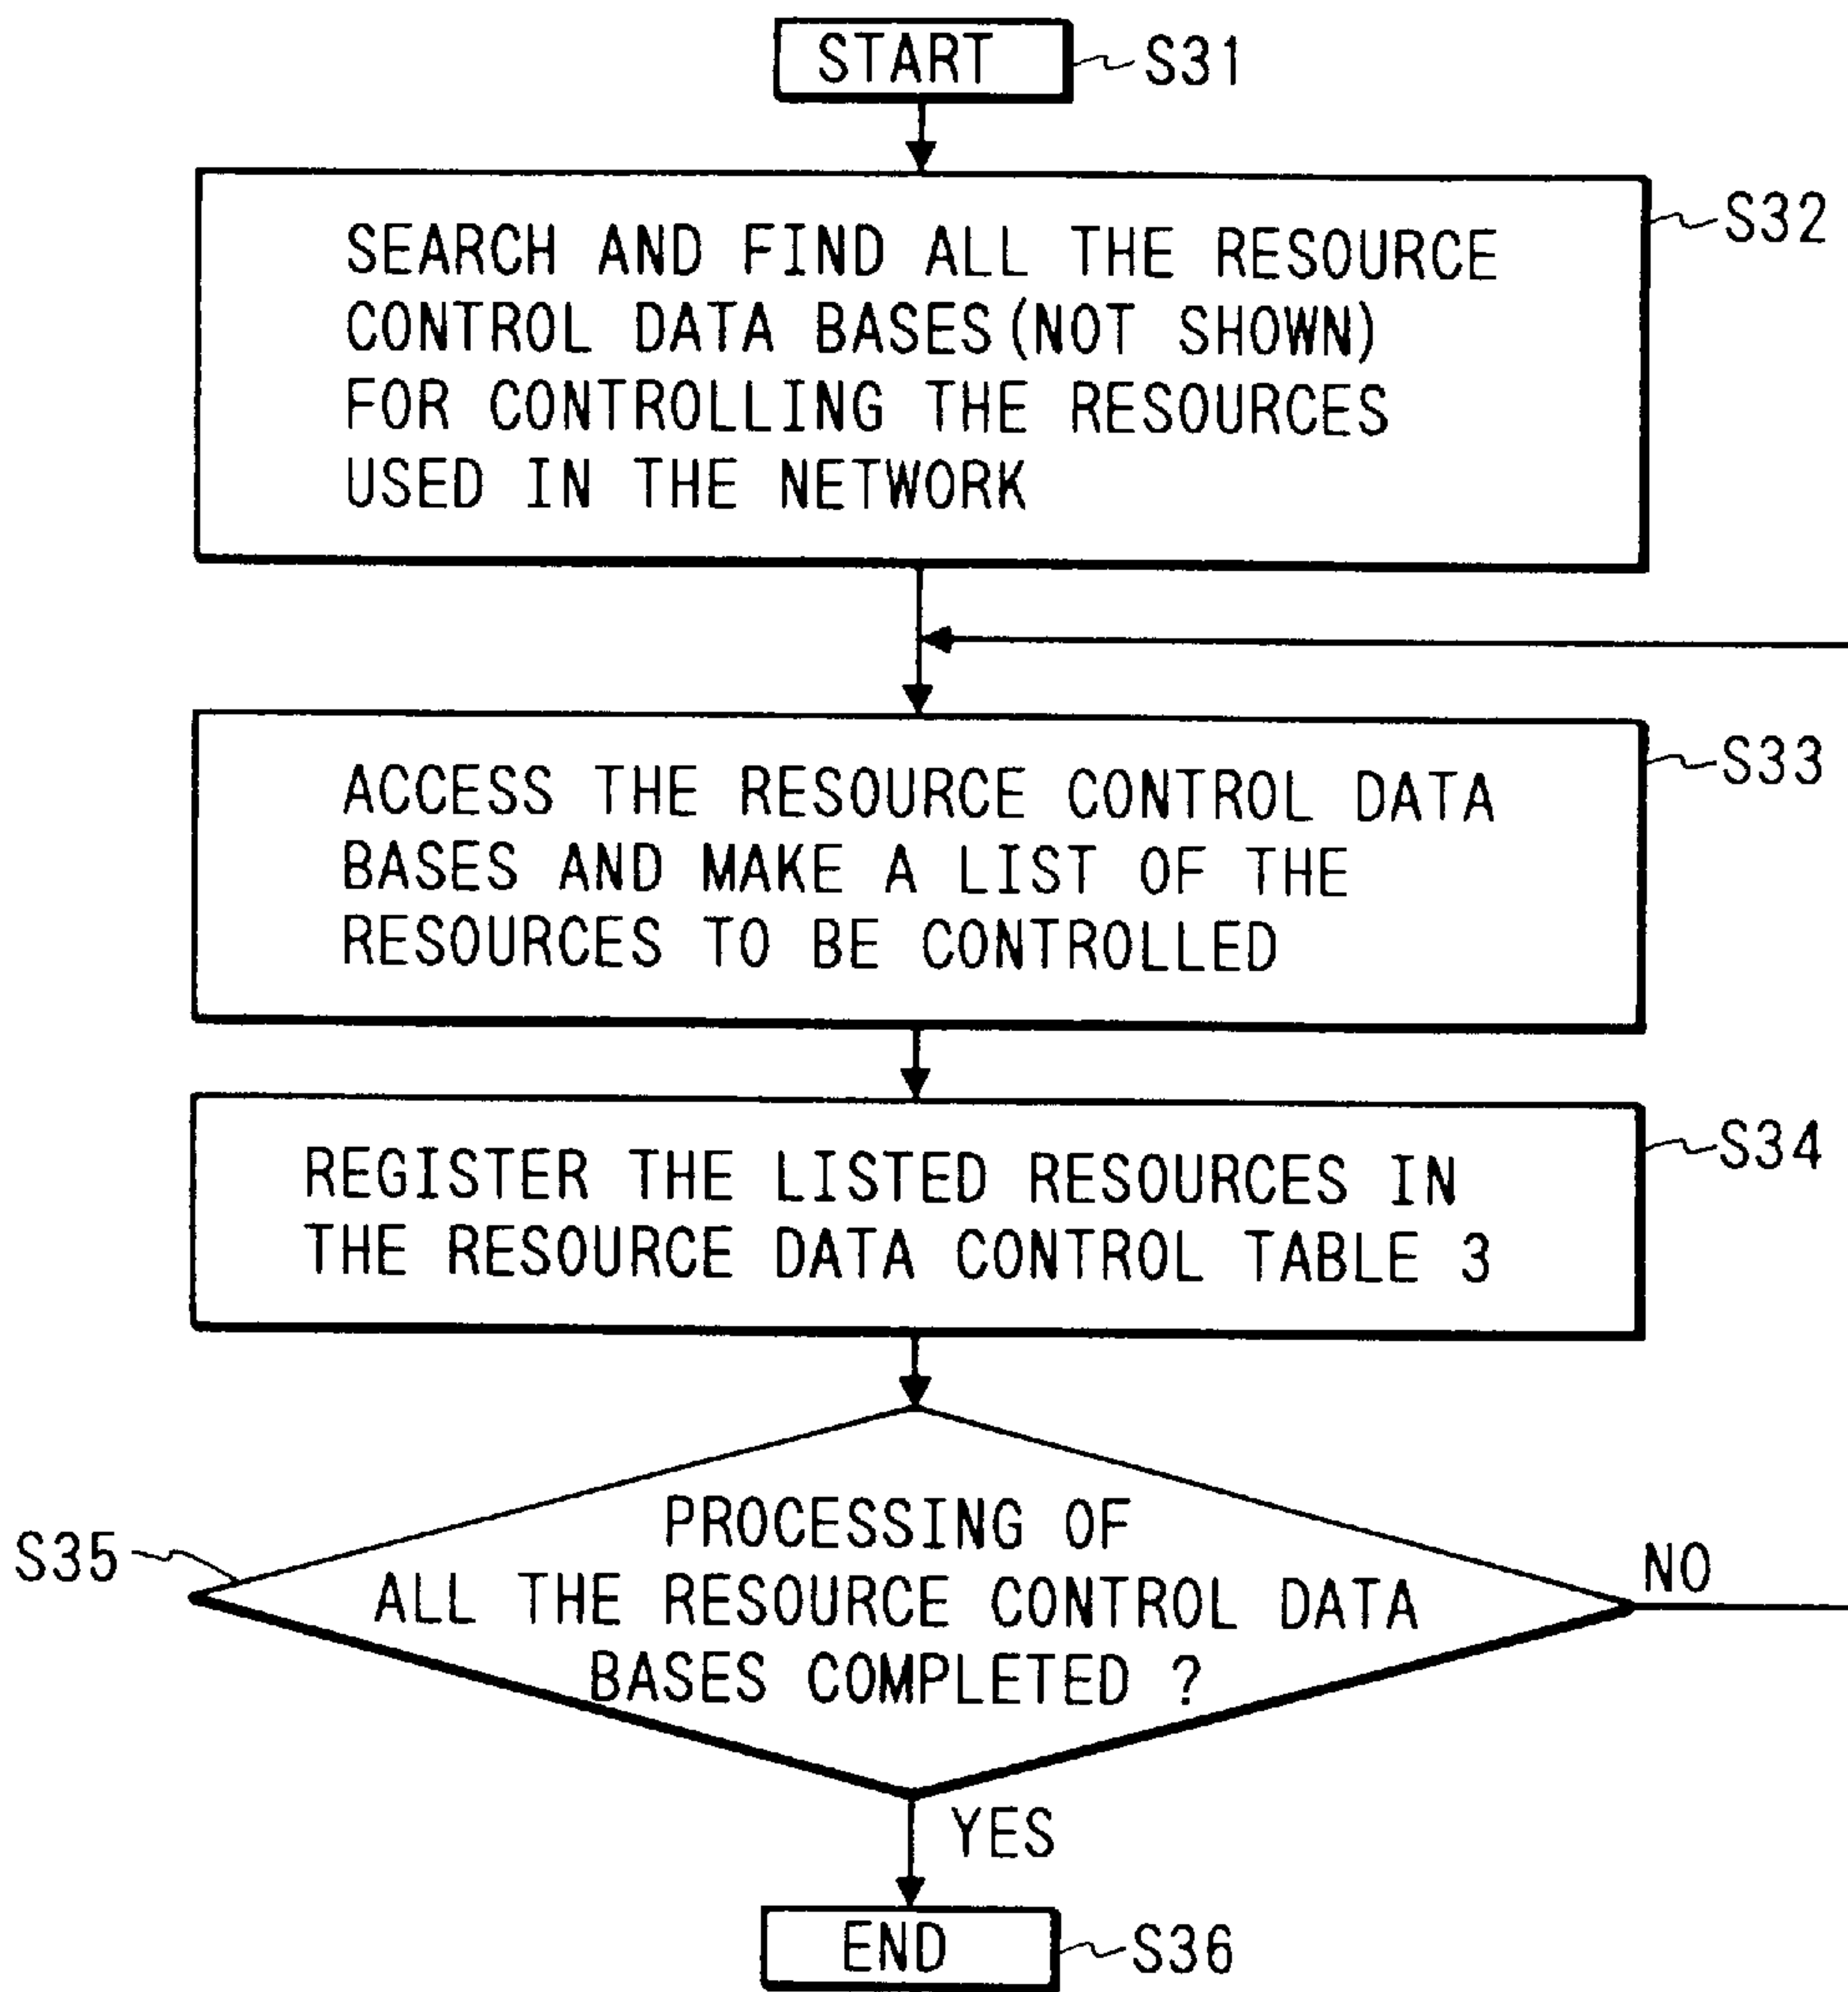 START
S31
S32
SEARCH AND FIND ALL THE RESOURCE
CONTROL DATA BASES(NOT SHOWN)
FOR CONTROLLING THE RESOURCES
USED IN THE NETWORK
S33
ACCESS THE RESOURCE CONTROL DATA
BASES AND MAKE A LIST OF THE
RESOURCES TO BE CONTROLLED
S34
REGISTER THE LISTED RESOURCES IN
THE RESOURCE DATA CONTROL TABLE 3
S35
PROCESSING OF
ALL THE RESOURCE CONTROL DATA
BASES COMPLETED ?
NO
YES
END
S36